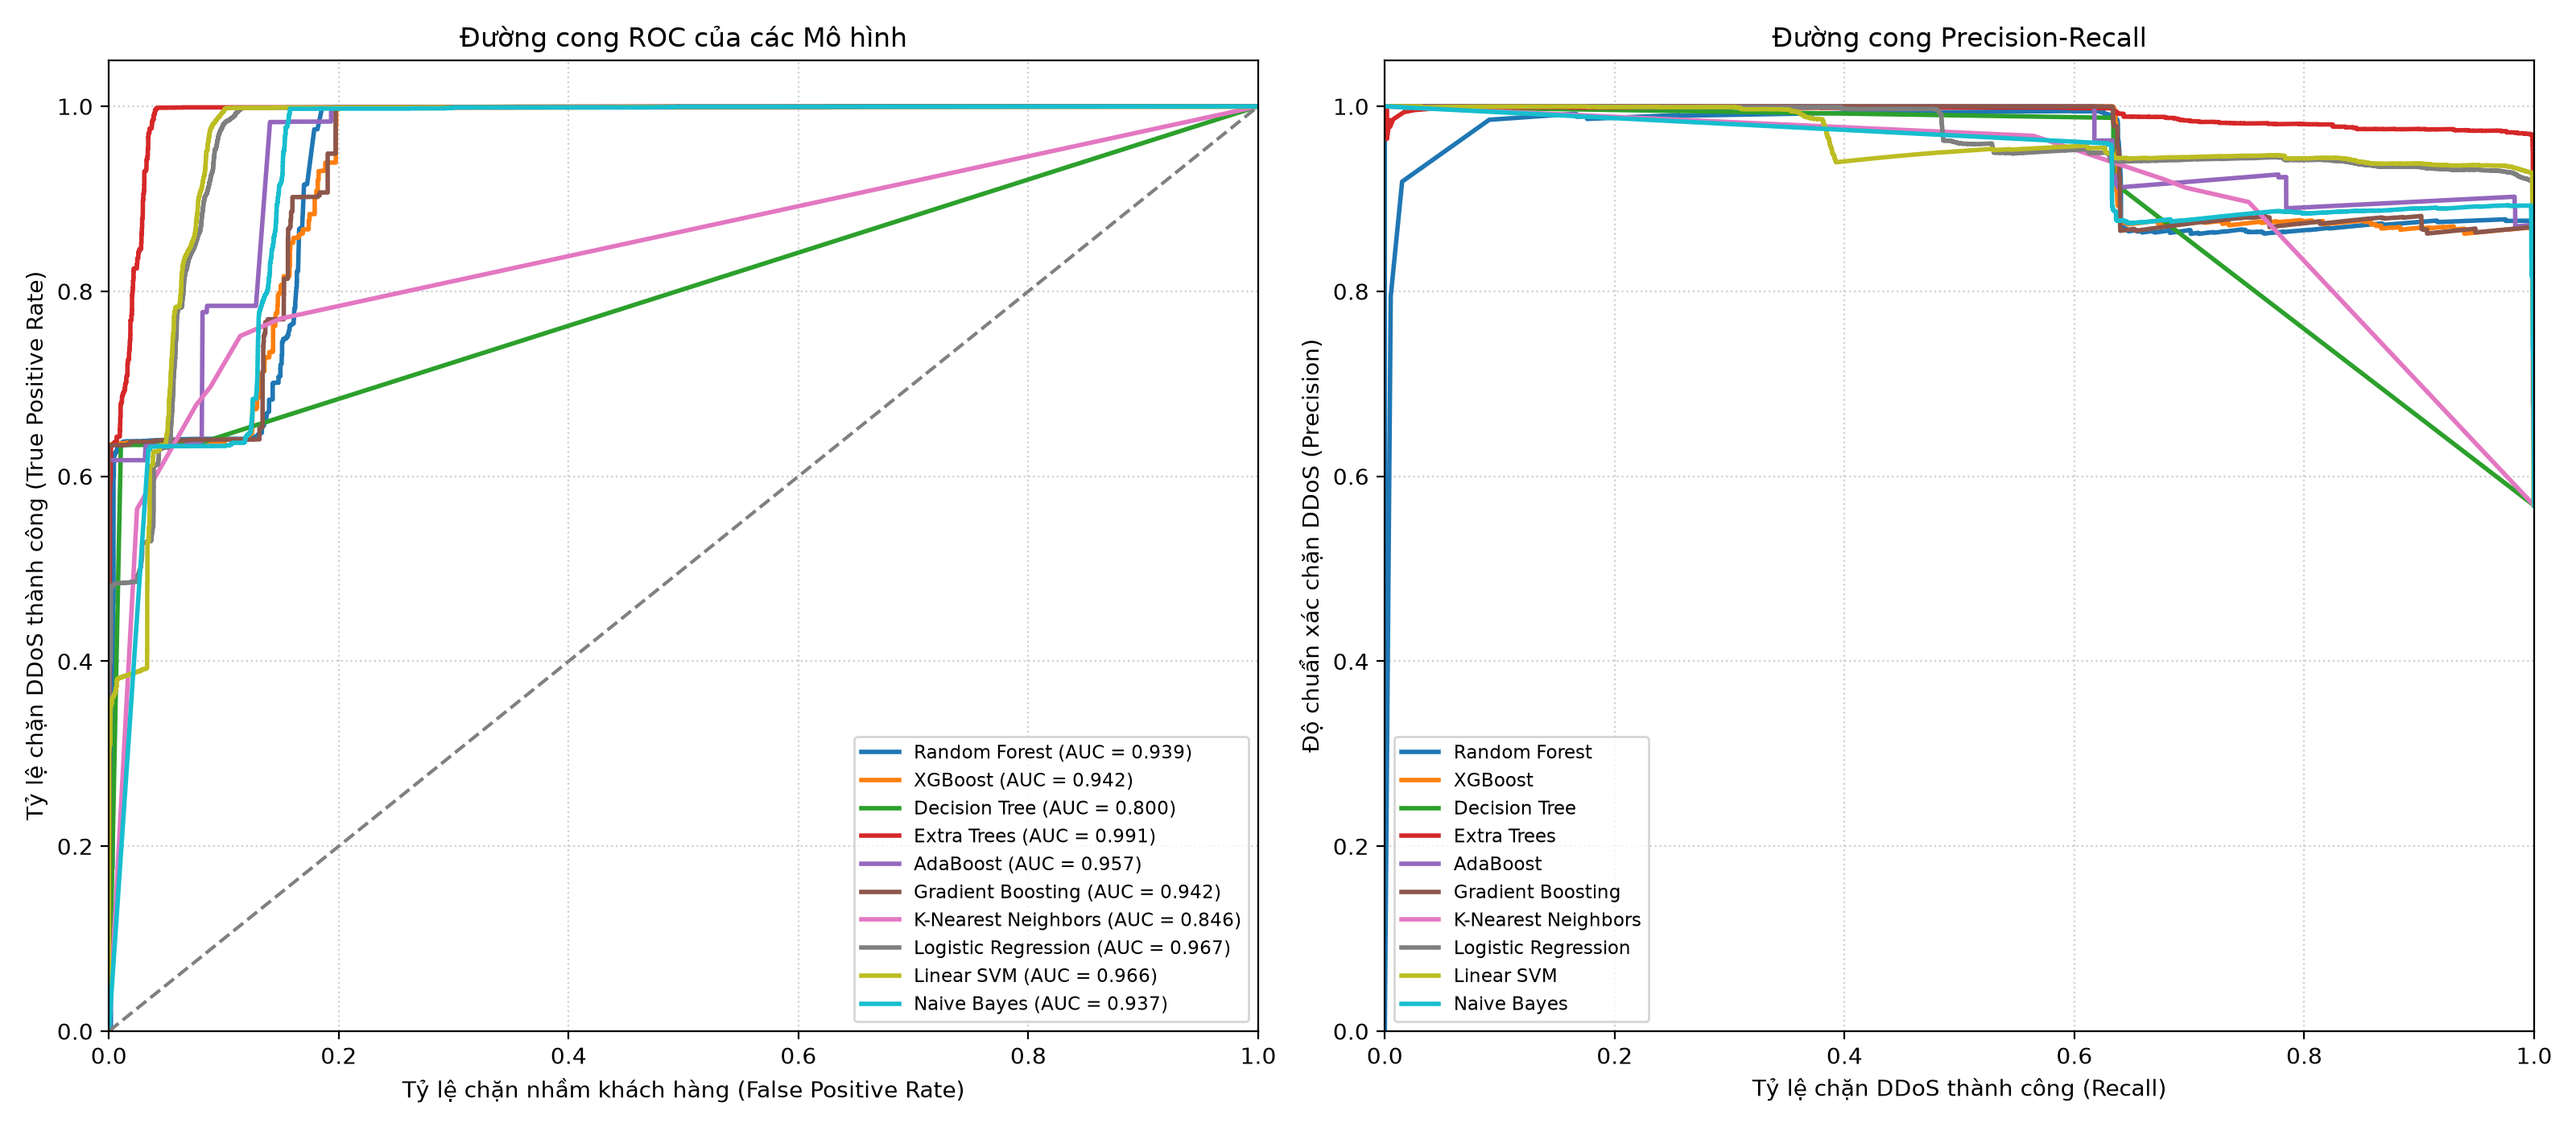 Đường cong ROC của các Mô hình
Tỷ lệ chặn DDoS thành công (True Positive Rate)
1.0
0.8
0.6
0.4
0.2
0.0
0.0 0.2 0.4 0.6 0.8 1.0
Tỷ lệ chặn nhầm khách hàng (False Positive Rate)
Random Forest (AUC = 0.939)
XGBoost (AUC = 0.942)
Decision Tree (AUC = 0.800)
Extra Trees (AUC = 0.991)
AdaBoost (AUC = 0.957)
Gradient Boosting (AUC = 0.942)
K-Nearest Neighbors (AUC = 0.846)
Logistic Regression (AUC = 0.967)
Linear SVM (AUC = 0.966)
Naive Bayes (AUC = 0.937)
Đường cong Precision-Recall
Độ chuẩn xác chặn DDoS (Precision)
1.0
0.8
0.6
0.4
0.2
0.0
0.0 0.2 0.4 0.6 0.8 1.0
Tỷ lệ chặn DDoS thành công (Recall)
Random Forest
XGBoost
Decision Tree
Extra Trees
AdaBoost
Gradient Boosting
K-Nearest Neighbors
Logistic Regression
Linear SVM
Naive Bayes